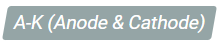 A-K (Anode & Cathode)